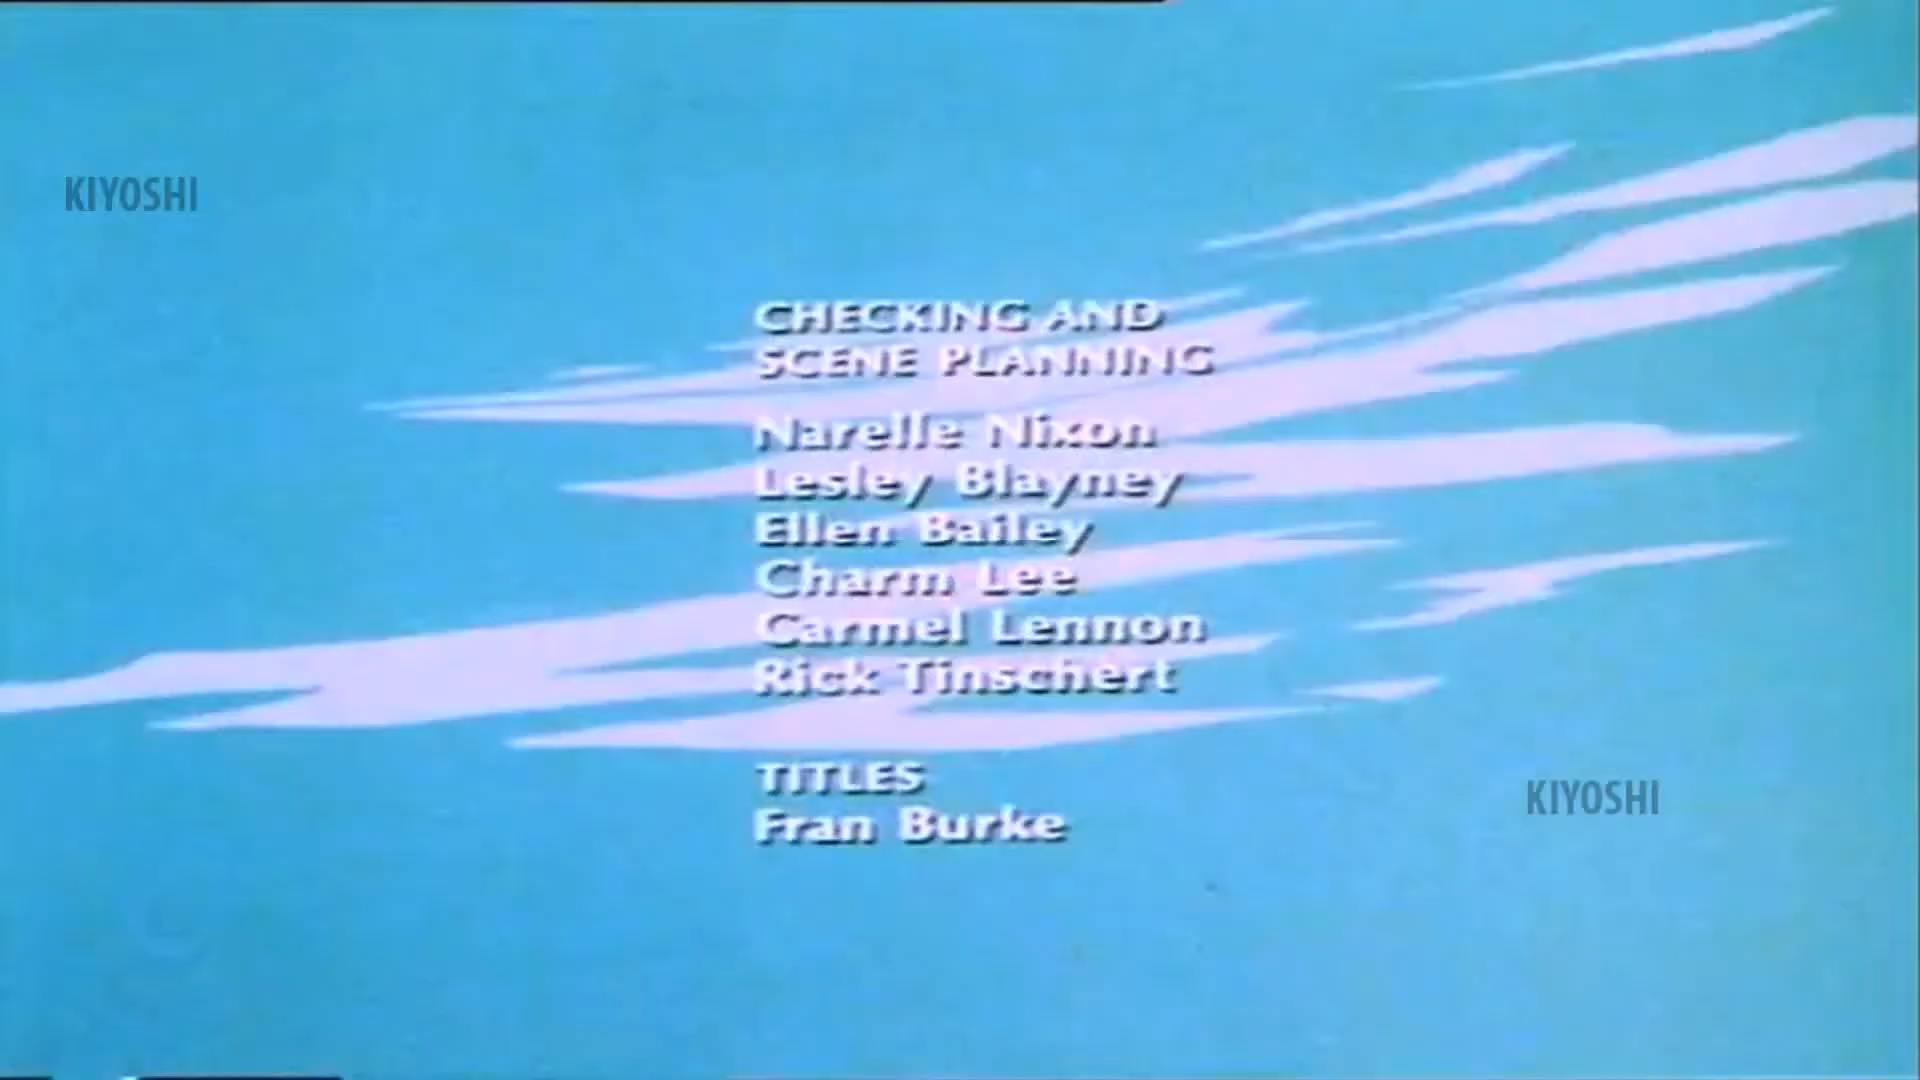 KIYOSHI
CHECKING AND
SCENE PLANNING
Narelle Nixon
Lesley Blayney
Ellen Bailey
Charm Lee
Carmel Lennon
Rick Tinschert
TITLES
Fran Burke
KIYOSHI